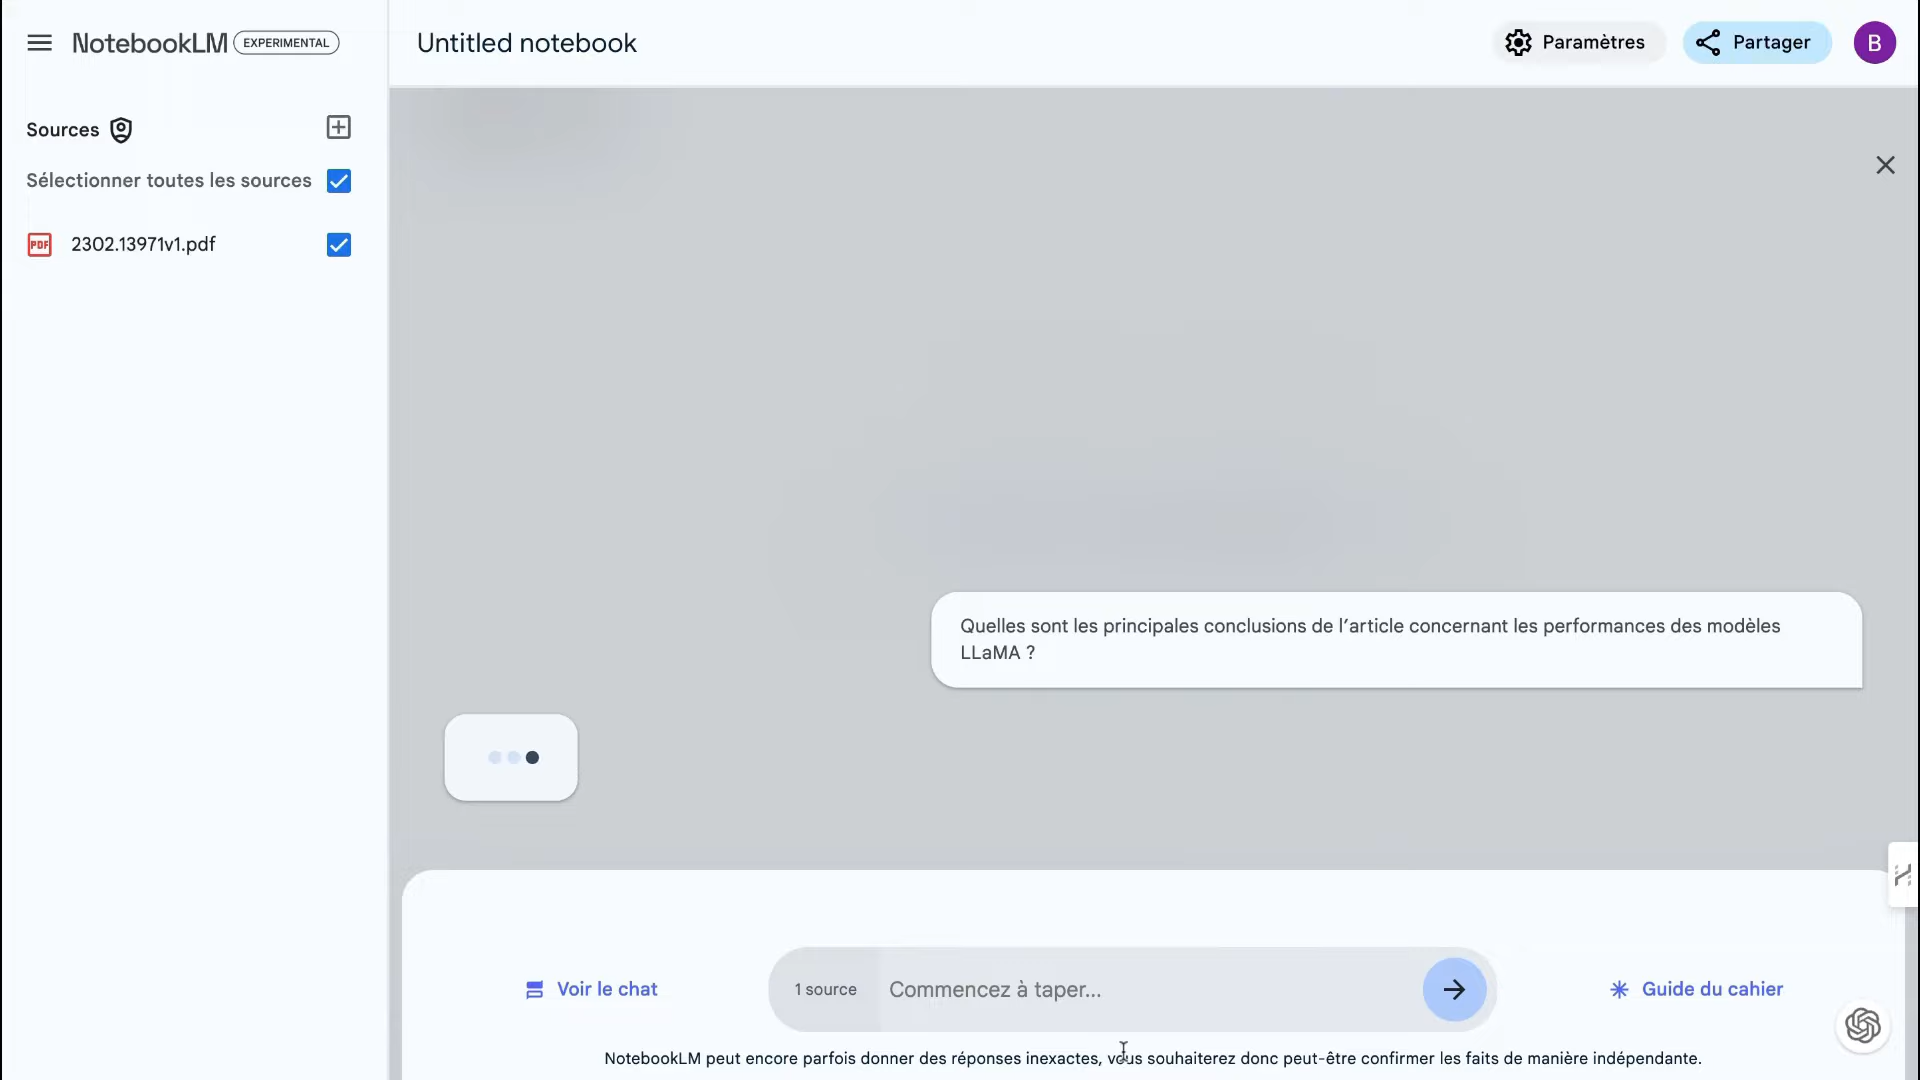 NotebookLM EXPERIMENTAL
Untitled notebook
Paramètres
Partager
B
Sources
Sélectionner toutes les sources
PDF 2302.13971v1.pdf
Quelles sont les principales conclusions de l’article concernant les performances des modèles
LLaMA ?
Voir le chat
1 source
Commencez à taper...
Guide du cahier
NotebookLM peut encore parfois donner des réponses inexactes, vous souhaiterez donc peut-être confirmer les faits de manière indépendante.